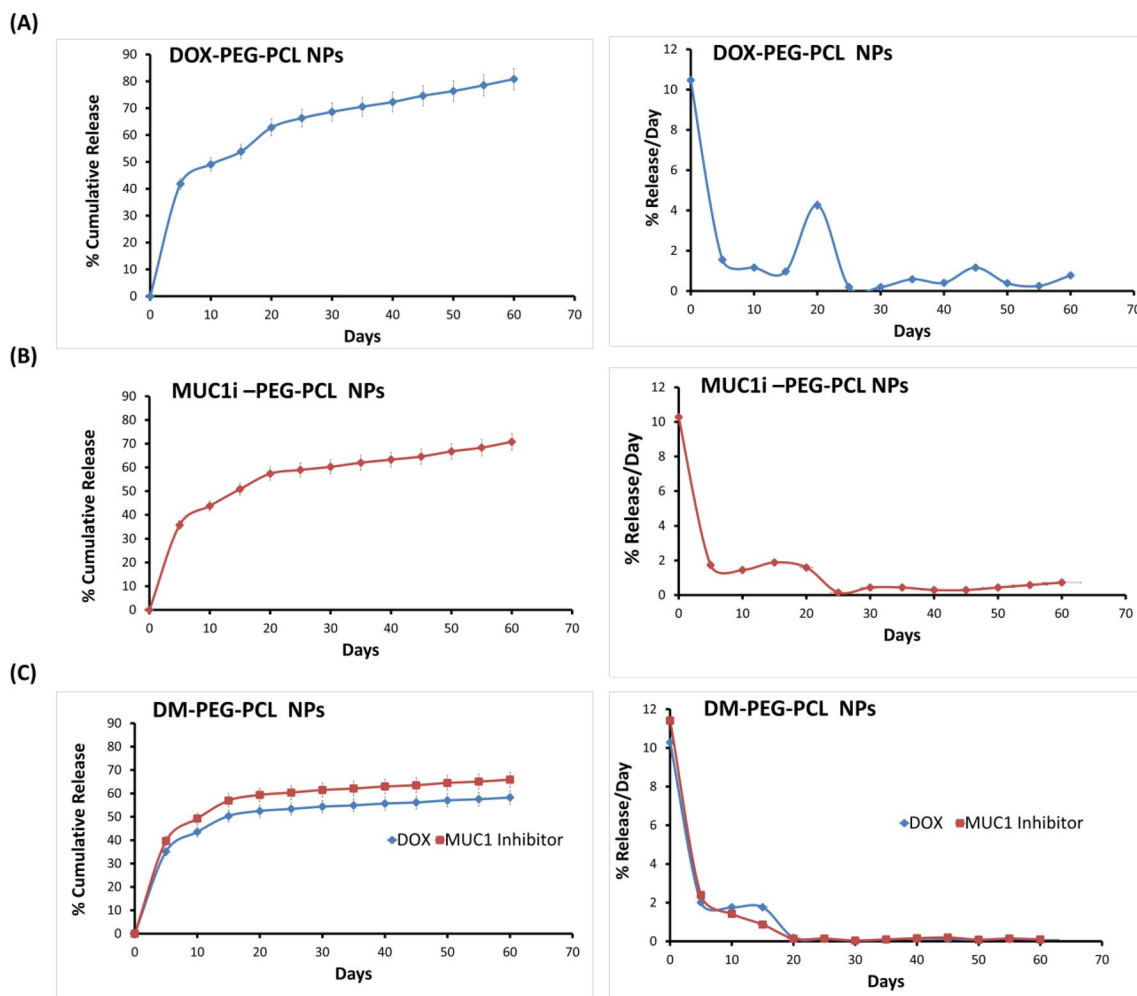 (A)
DOX-PEG-PCL NPs
% Cumulative Release
90
80
70
60
50
40
30
20
10
0
0 10 20 30 40 50 60 70
Days
DOX-PEG-PCL NPs
% Release/Day
12
10
8
6
4
2
0
0 10 20 30 40 50 60 70
Days
(B)
MUC1i –PEG-PCL NPs
% Cumulative Release
90
80
70
60
50
40
30
20
10
0
0 10 20 30 40 50 60 70
Days
MUC1i –PEG-PCL NPs
% Release/Day
12
10
8
6
4
2
0
0 10 20 30 40 50 60 70
Days
(C)
DM-PEG-PCL NPs
% Cumulative Release
90
80
70
60
50
40
30
20
10
0
DOX MUC1 Inhibitor
0 10 20 30 40 50 60 70
Days
DM-PEG-PCL NPs
% Release/Day
12
10
8
6
4
2
0
DOX MUC1 Inhibitor
0 10 20 30 40 50 60 70
Days